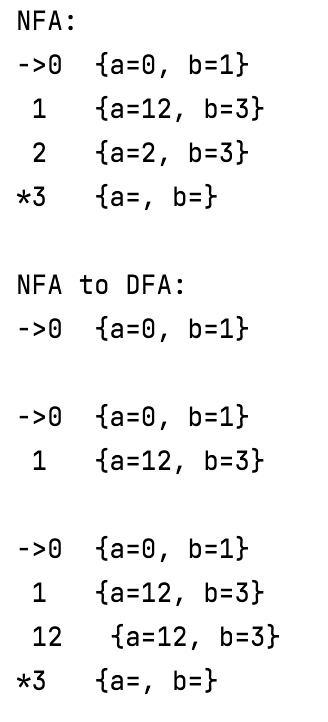 NFA:
->0  {a=0, b=1}
 1   {a=12, b=3}
 2   {a=2, b=3}
*3   {a=, b=}

NFA to DFA:
->0  {a=0, b=1}

->0  {a=0, b=1}
 1   {a=12, b=3}

->0  {a=0, b=1}
 1   {a=12, b=3}
 12   {a=12, b=3}
*3   {a=, b=}